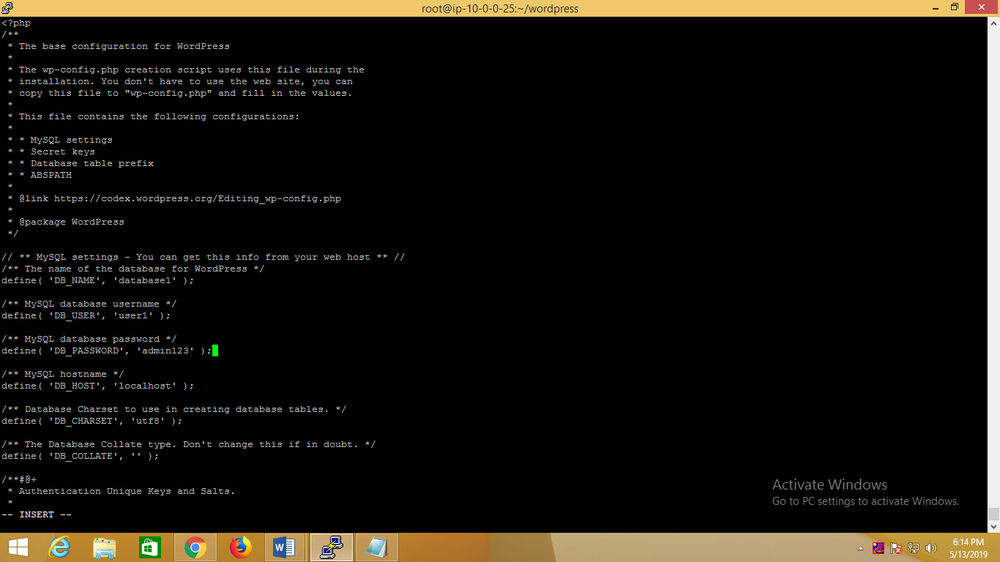 root@ip-10-0-0-25:~/wordpress
<?php
/**
 * The base configuration for WordPress
 *
 * The wp-config.php creation script uses this file during the
 * installation. You don't have to use the web site, you can
 * copy this file to "wp-config.php" and fill in the values.
 *
 * This file contains the following configurations:
 *
 * * MySQL settings
 * * Secret keys
 * * Database table prefix
 * * ABSPATH
 *
 * @link https://codex.wordpress.org/Editing_wp-config.php
 *
 * @package WordPress
 */
// ** MySQL settings - You can get this info from your web host ** //
/** The name of the database for WordPress */
define( 'DB_NAME', 'database1' );
/** MySQL database username */
define( 'DB_USER', 'user1' );
/** MySQL database password */
define( 'DB_PASSWORD', 'admin123' );
/** MySQL hostname */
define( 'DB_HOST', 'localhost' );
/** Database Charset to use in creating database tables. */
define( 'DB_CHARSET', 'utf8' );
/** The Database Collate type. Don't change this if in doubt. */
define( 'DB_COLLATE', '' );
/**#@+
 * Authentication Unique Keys and Salts.
 *
-- INSERT --
Activate Windows
Go to PC settings to activate Windows.
6:14 PM
5/13/2019